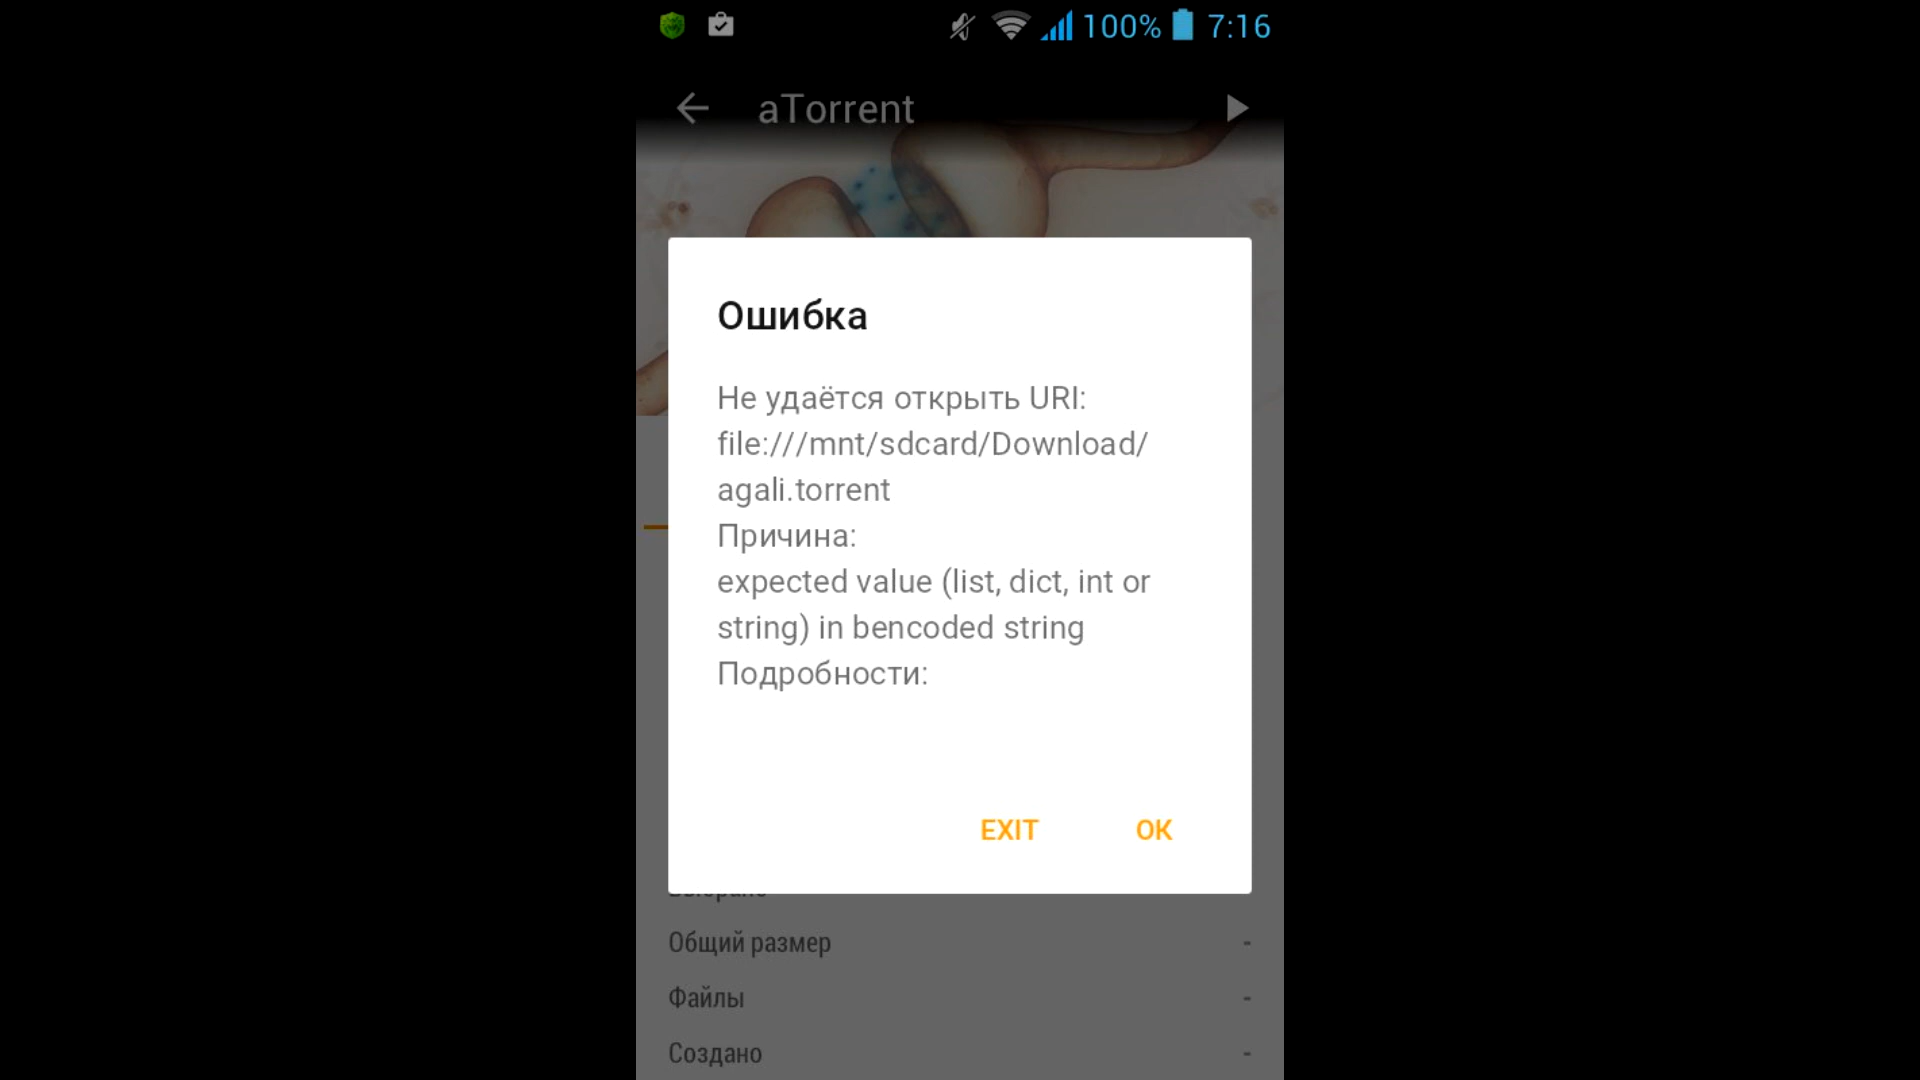 100% 7:16
aTorrent
Ошибка
Не удаётся открыть URI:
file:///mnt/sdcard/Download/
agali.torrent
Причина:
expected value (list, dict, int or
string) in bencoded string
Подробности:
EXIT OK
Общий размер -
Файлы -
Создано -